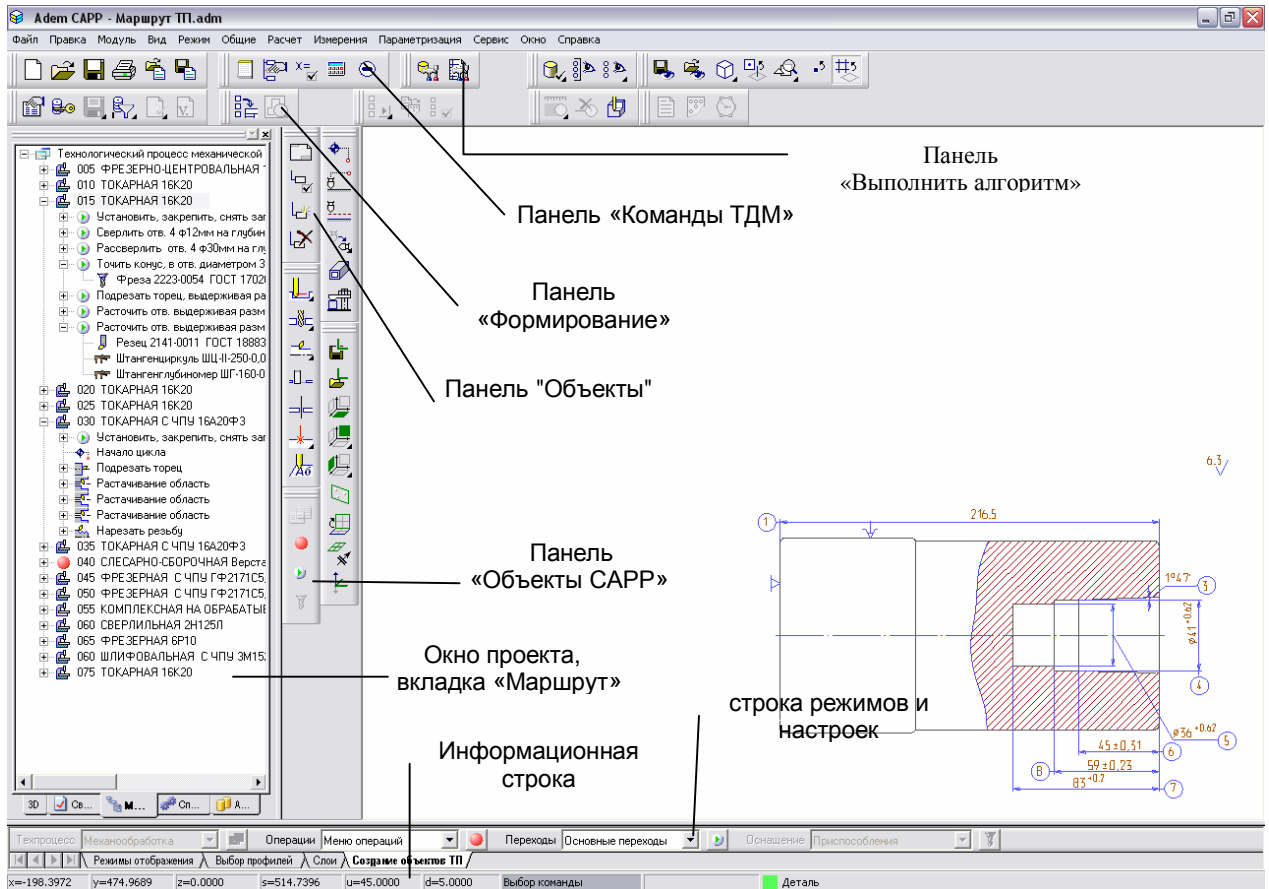 Adem CAPP - Маршрут ТП.adm
Файл Правка Модуль Вид Режим Общие Расчет Измерения Параметризация Сервис Окно Справка
Технологический процесс механической
005 ФРЕЗЕРНО-ЦЕНТРОВАЛЬНАЯ
010 ТОКАРНАЯ 16К20
015 ТОКАРНАЯ 16К20
Установить, закрепить, снять заг
Сверлить отв. 4 ф12мм на глубин
Рассверлить отв. 4 ф30мм на глу
Точить конус, в отв. диаметром 3
Фреза 2223-0054 ГОСТ 1702
Подрезать торец, выдерживая ра
Расточить отв. выдерживая разм
Расточить отв. выдерживая разм
Резец 2141-0011 ГОСТ 18883
Штангенциркуль ШЦ-II-250-0,0
Штангенглубиномер ШГ-160-0
020 ТОКАРНАЯ 16К20
025 ТОКАРНАЯ 16К20
030 ТОКАРНАЯ С ЧПУ 16А20Ф3
Установить, закрепить, снять заг
Начало цикла
Подрезать торец
Растачивание область
Растачивание область
Растачивание область
Нарезать резьбу
035 ТОКАРНАЯ С ЧПУ 16А20Ф3
040 СЛЕСАРНО-СБОРОЧНАЯ Верста
045 ФРЕЗЕРНАЯ С ЧПУ ГФ2171С5,
050 ФРЕЗЕРНАЯ С ЧПУ ГФ2171С5,
055 КОМПЛЕКСНАЯ НА ОБРАБАТЫВ
060 СВЕРЛИЛЬНАЯ 2Н125Л
065 ФРЕЗЕРНАЯ 6Р10
060 ШЛИФОВАЛЬНАЯ С ЧПУ 3М15
075 ТОКАРНАЯ 16К20
3D Св... М... Сп... А...
Панель
«Выполнить алгоритм»
Панель «Команды ТДМ»
Панель
«Формирование»
Панель "Объекты"
Панель
«Объекты CAPP»
Окно проекта,
вкладка «Маршрут»
Информационная
строка
строка режимов и
настроек
6.3
1
216.5
1°47'
3
ø41 +0.62
4
ø36 +0.62
5
45±0,31
6
В
59±0,23
83 +0.2
7
Техпроцесс Механообработка Операции Меню операций Переходы Основные переходы Оснащение Приспособления
Режимы отображения Выбор профилей Слои Создание объектов ТП
x=-198.3972 y=474.9689 z=0.0000 s=514.7396 u=45.0000 d=5.0000 Выбор команды Деталь